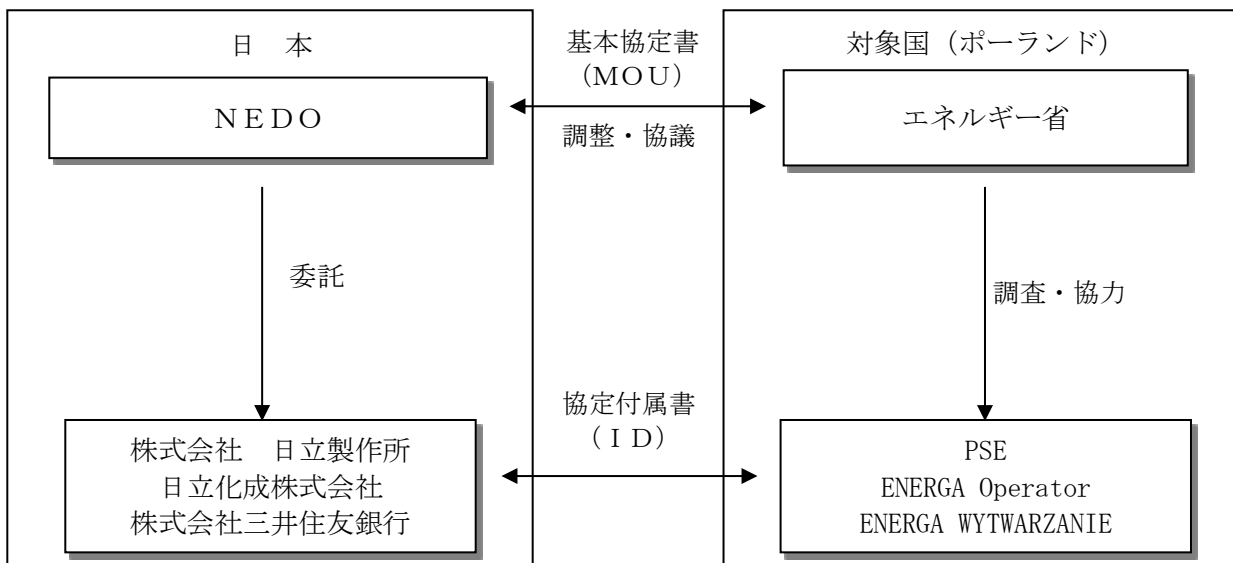 日　本
ＮＥＤＯ
基本協定書
（ＭＯＵ）
調整・協議
対象国（ポーランド）
エネルギー省
委託
調査・協力
協定付属書
（ＩＤ）
株式会社　日立製作所
日立化成株式会社
株式会社三井住友銀行
PSE
ENERGA Operator
ENERGA WYTWARZANIE